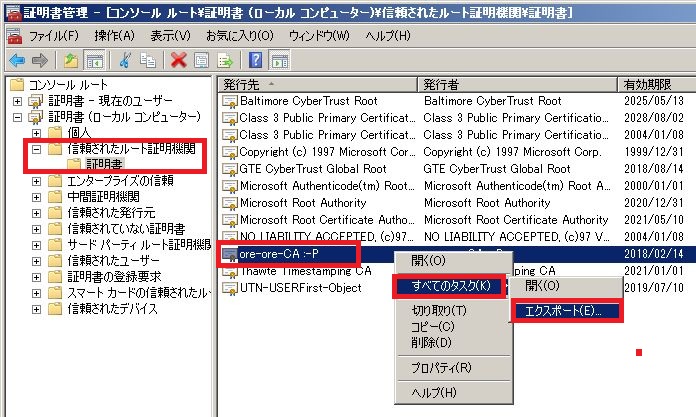 証明書管理 - [コンソール ルート¥証明書 (ローカル コンピューター)¥信頼されたルート証明機関¥証明書]
ファイル(F) 操作(A) 表示(V) お気に入り(O) ウィンドウ(W) ヘルプ(H)
コンソール ルート
証明書 - 現在のユーザー
証明書 (ローカル コンピューター)
個人
信頼されたルート証明機関
証明書
エンタープライズの信頼
中間証明機関
信頼された発行元
信頼されていない証明書
サード パーティ ルート証明機関
信頼されたユーザー
証明書の登録要求
スマート カードの信頼されたル
信頼されたデバイス
発行先 発行者 有効期限
Baltimore CyberTrust Root Baltimore CyberTrust Root 2025/05/13
Class 3 Public Primary Certificat... Class 3 Public Primary Certificatio... 2028/08/02
Class 3 Public Primary Certificat... Class 3 Public Primary Certificatio... 2004/01/08
Copyright (c) 1997 Microsoft C... Copyright (c) 1997 Microsoft Corp. 1999/12/31
GTE CyberTrust Global Root GTE CyberTrust Global Root 2018/08/14
Microsoft Authenticode(tm) Root... Microsoft Authenticode(tm) Root A... 2000/01/01
Microsoft Root Authority Microsoft Root Authority 2020/12/31
Microsoft Root Certificate Auth... Microsoft Root Certificate Authority 2021/05/10
NO LIABILITY ACCEPTED, (c)97 ... NO LIABILITY ACCEPTED, (c)97 V... 2004/01/08
ore-ore-CA :-P 2018/02/14
Thawte Timestamping CA ping CA 2021/01/01
UTN-USERFirst-Object 2019/07/10
開く(O)
すべてのタスク(K)
切り取り(T)
コピー(C)
削除(D)
プロパティ(R)
ヘルプ(H)
開く(O)
エクスポート(E)...